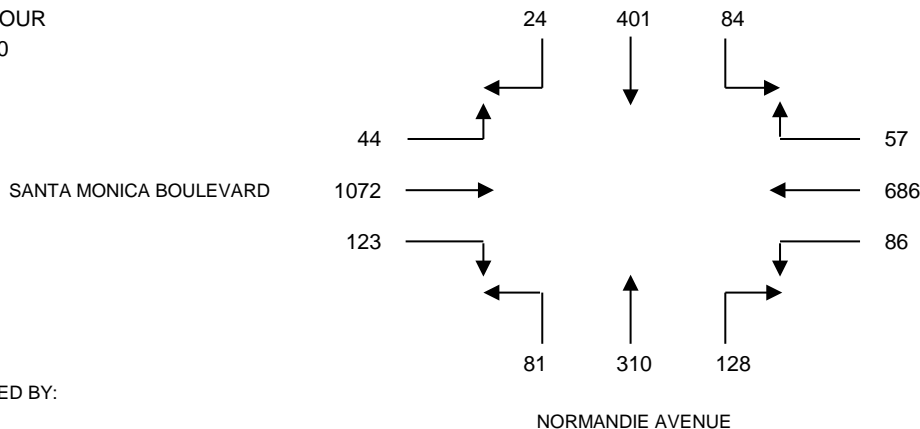 OUR
0
24 401 84
44
57
SANTA MONICA BOULEVARD 1072
686
123
86
81 310 128
ED BY:
NORMANDIE AVENUE